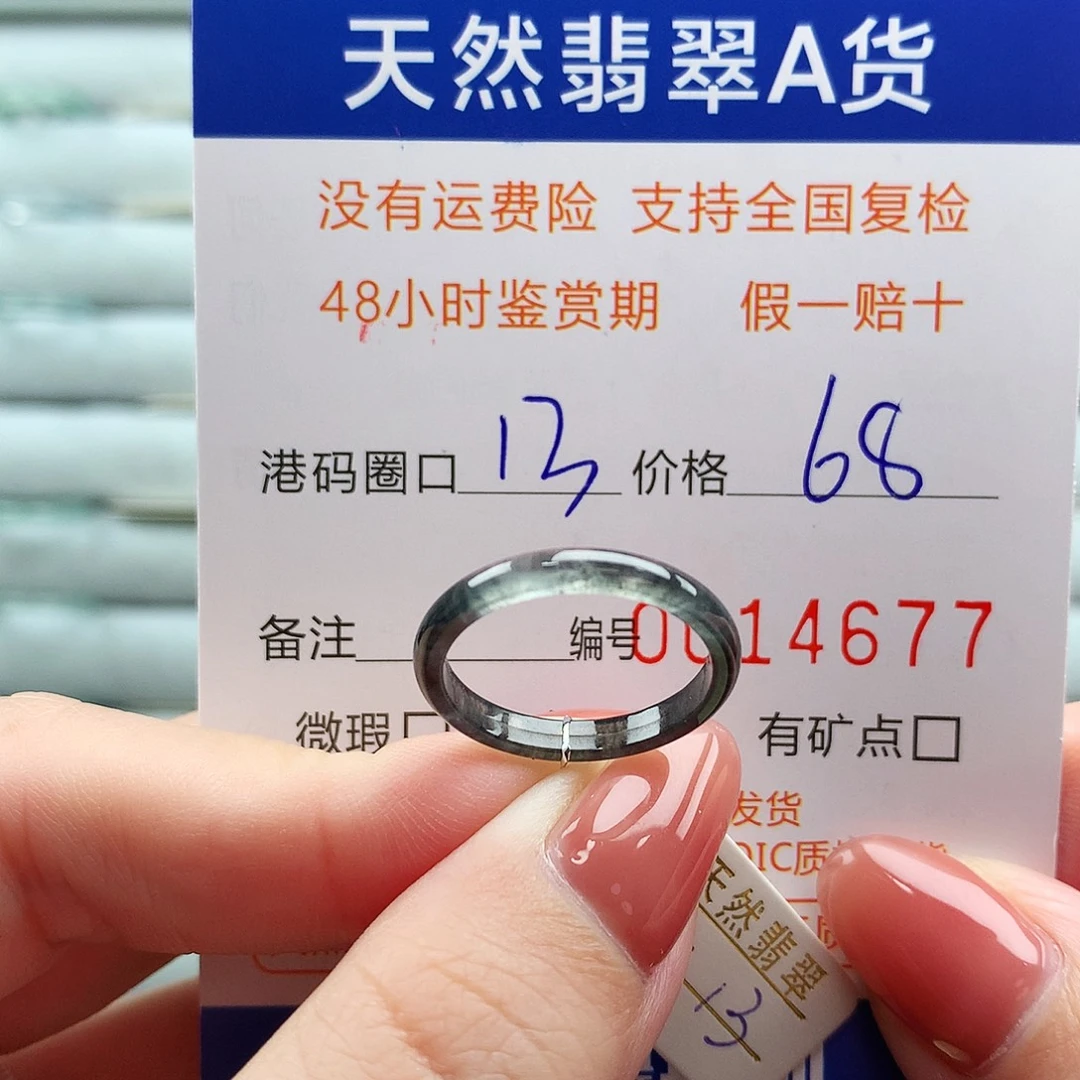 天然翡翠A货
没有运费险 支持全国复检
48小时鉴赏期 假一赔十
港码圈口 13 价格 68
备注 编号 0014677
微瑕 有矿点
发货
天然翡翠
13